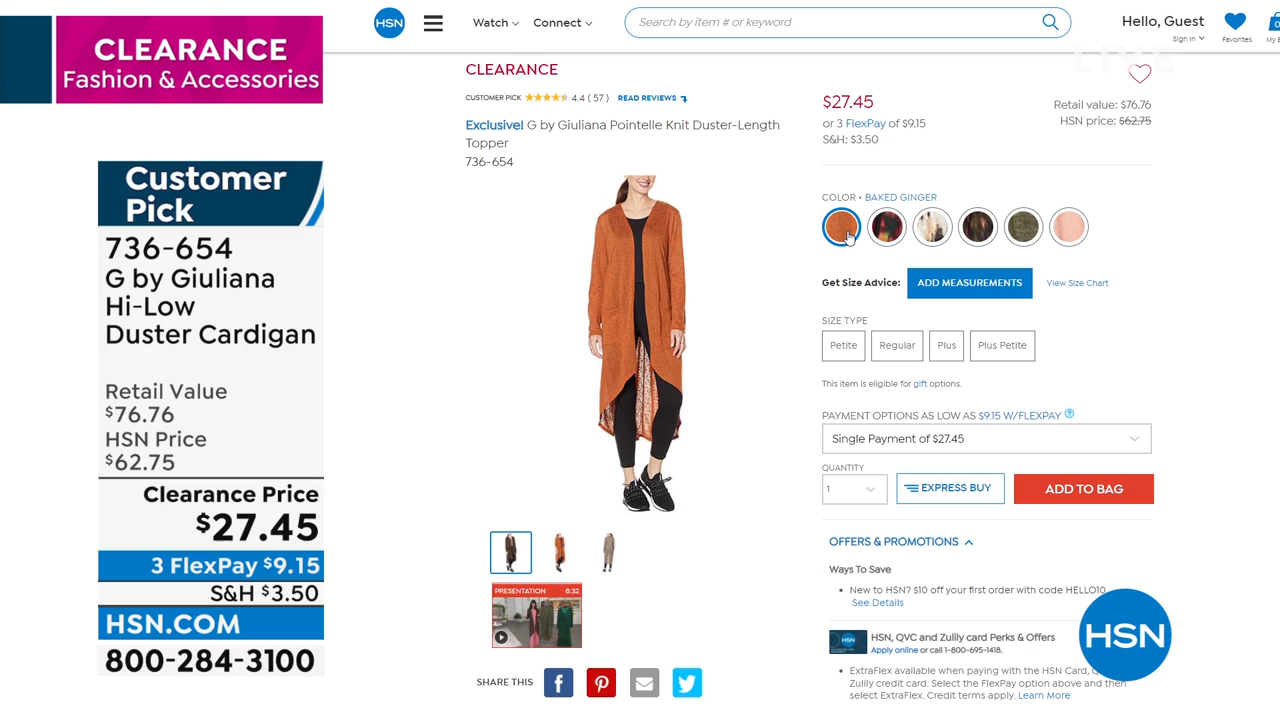 CLEARANCE
Fashion & Accessories
Customer
Pick
736-654
G by Giuliana
Hi-Low
Duster Cardigan
Retail Value
$76.76
HSN Price
$62.75
Clearance Price
$27.45
3 FlexPay $9.15
S&H $3.50
HSN.COM
800-284-3100
HSN
Watch
Connect
Search by item # or keyword
Hello, Guest
Sign In
Favorites
LIVE
CLEARANCE
CUSTOMER PICK 4.4 ( 57 ) READ REVIEWS
Exclusive! G by Giuliana Pointelle Knit Duster-Length
Topper
736-654
PRESENTATION 8:32
SHARE THIS
$27.45
or 3 FlexPay of $9.15
S&H: $3.50
Retail value: $76.76
HSN price: $62.75
COLOR • BAKED GINGER
Get Size Advice: ADD MEASUREMENTS View Size Chart
SIZE TYPE
Petite Regular Plus Plus Petite
This item is eligible for gift options.
PAYMENT OPTIONS AS LOW AS $9.15 W/FLEXPAY ?
Single Payment of $27.45
QUANTITY
1 EXPRESS BUY ADD TO BAG
OFFERS & PROMOTIONS
Ways To Save
• New to HSN? $10 off your first order with code HELLO10.
See Details
HSN, QVC and Zulily card Perks & Offers
Apply online or call 1-800-695-1418.
• ExtraFlex available when paying with the HSN Card,
Zulily credit card. Select the FlexPay option above and then
select ExtraFlex. Credit terms apply. Learn More
HSN